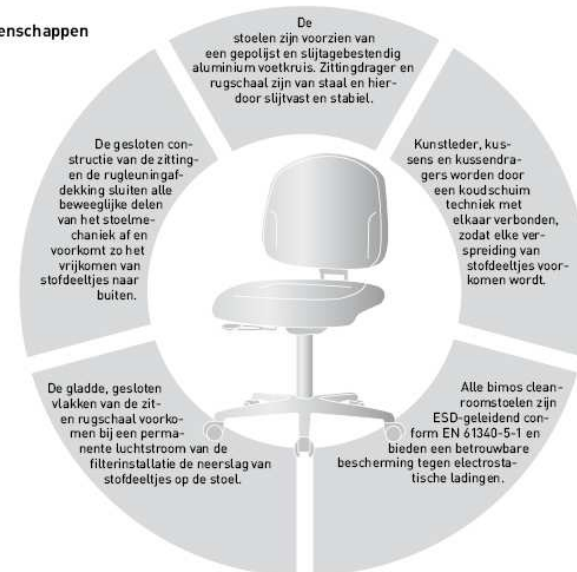 enschappen
De
stoelen zijn voorzien van
een gepolijst en slijtagebestendig
aluminium voetkruis. Zittingdrager en
rugschaal zijn van staal en hier-
door slijtvast en stabiel.
Kunstleder, kus-
sens en kussendra-
gers worden door
een koudschuim
techniek met
elkaar verbonden,
zodat elke ver-
spreiding van
stofdeeltjes voor-
komen wordt.
Alle bimos clean-
roomstoelen zijn
ESD-geleidend con-
form EN 61340-5-1 en
bieden een betrouwbare
bescherming tegen electrosta-
tische ladingen.
De gladde, gesloten
vlakken van de zit-
en rugschaal voorko-
men bij een perma-
nente luchtstroom van de
filterinstallatie de neerslag van
stofdeeltjes op de stoel.
De gesloten con-
structie van de zitting-
en de rugleuningaf-
dekking sluiten alle
beweeglijke delen
van het stoelme-
chaniek af en
voorkomt zo het
vrijkomen van
stofdeeltjes naar
buiten.